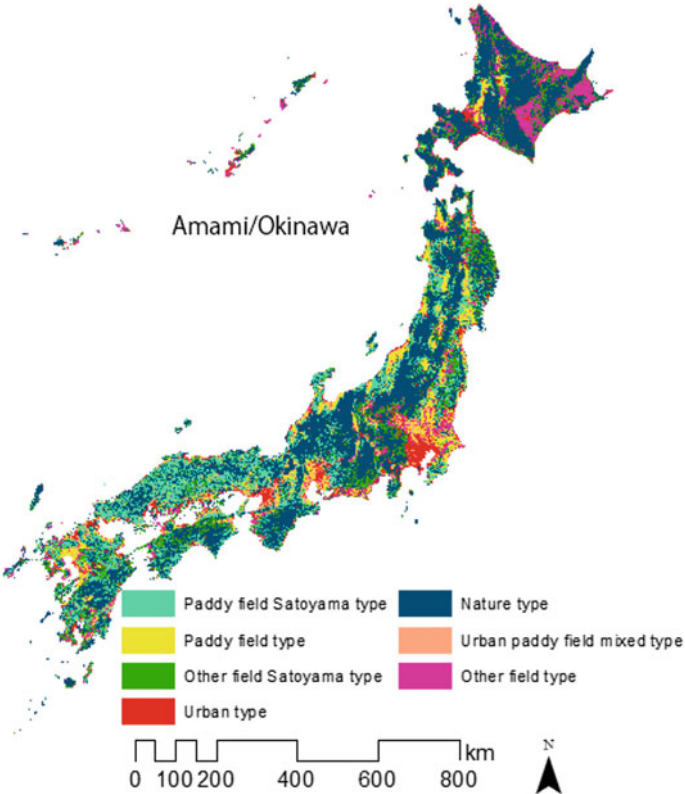 Amami/Okinawa
Paddy field Satoyama type
Nature type
Paddy field type
Urban paddy field mixed type
Other field Satoyama type
Other field type
Urban type
km
N
0 100 200 400 600 800